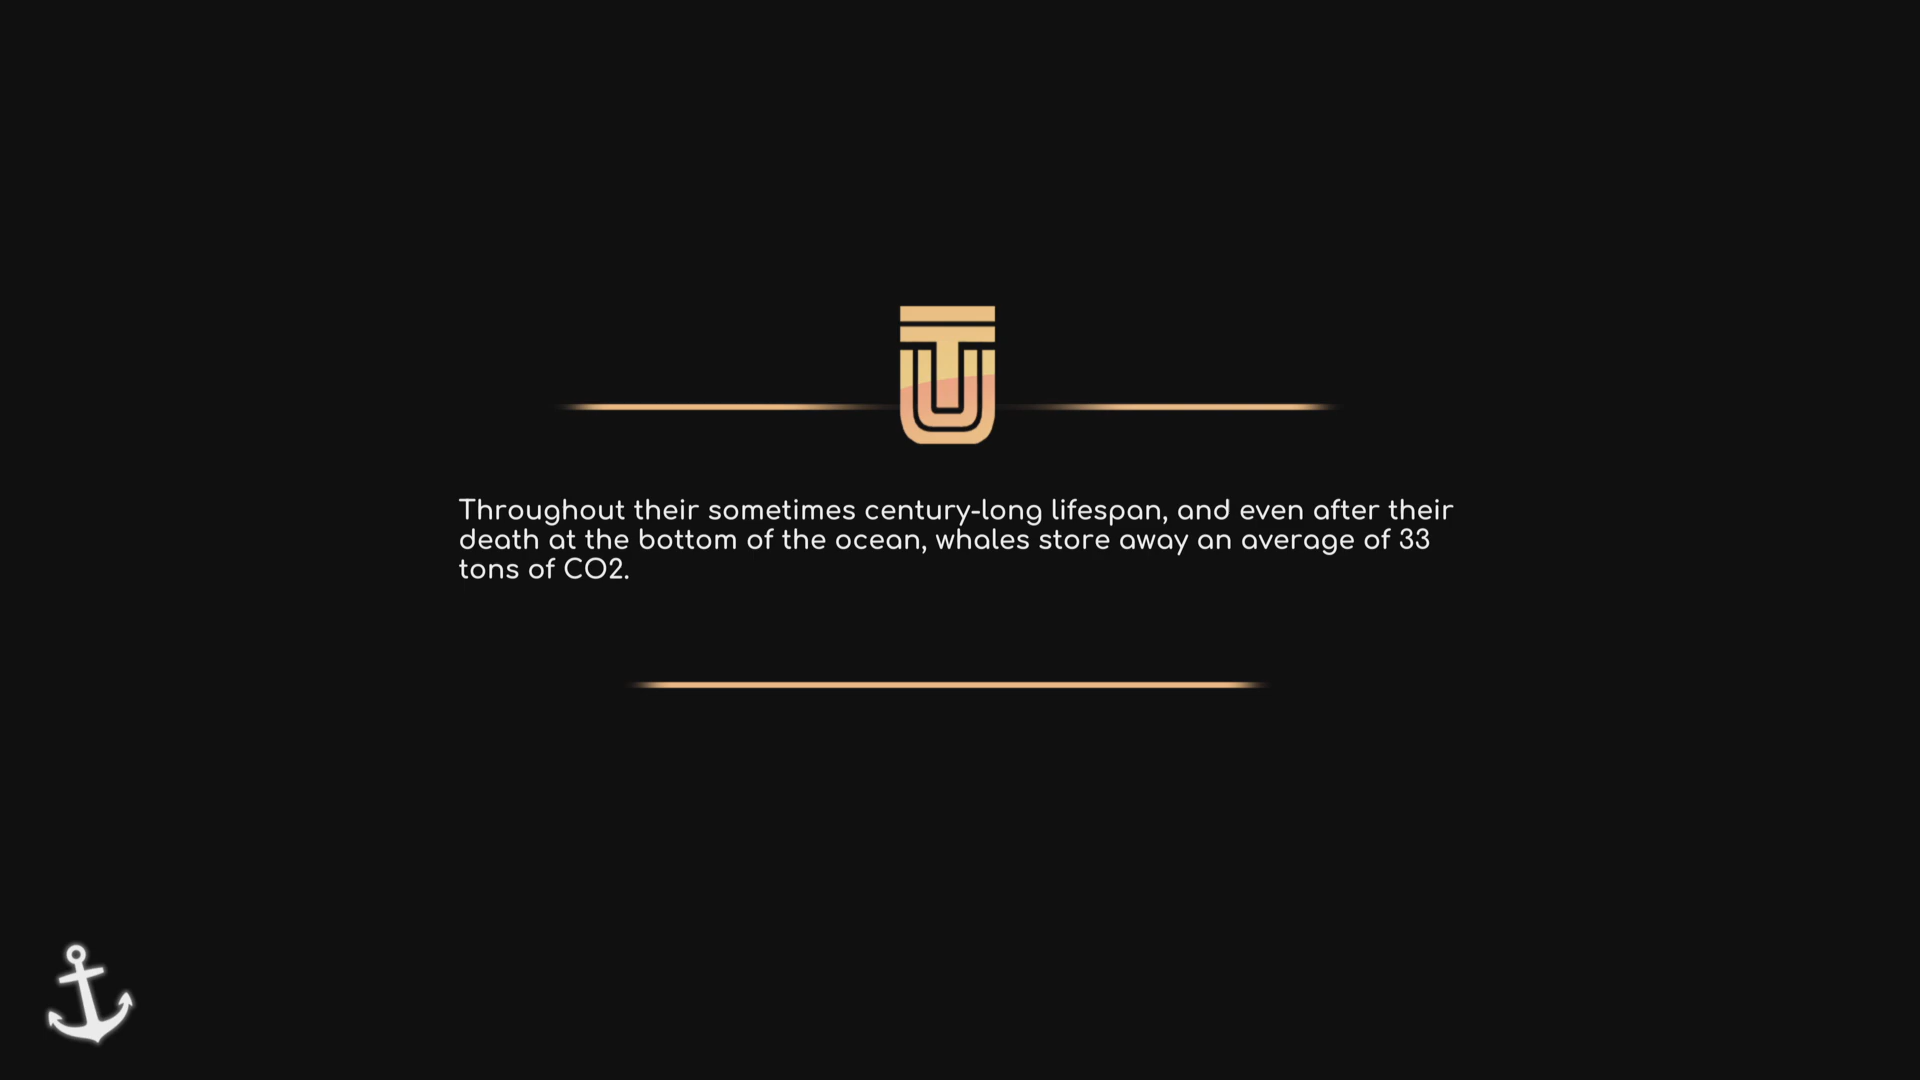 TU
Throughout their sometimes century-long lifespan, and even after their
death at the bottom of the ocean, whales store away an average of 33
tons of CO2.